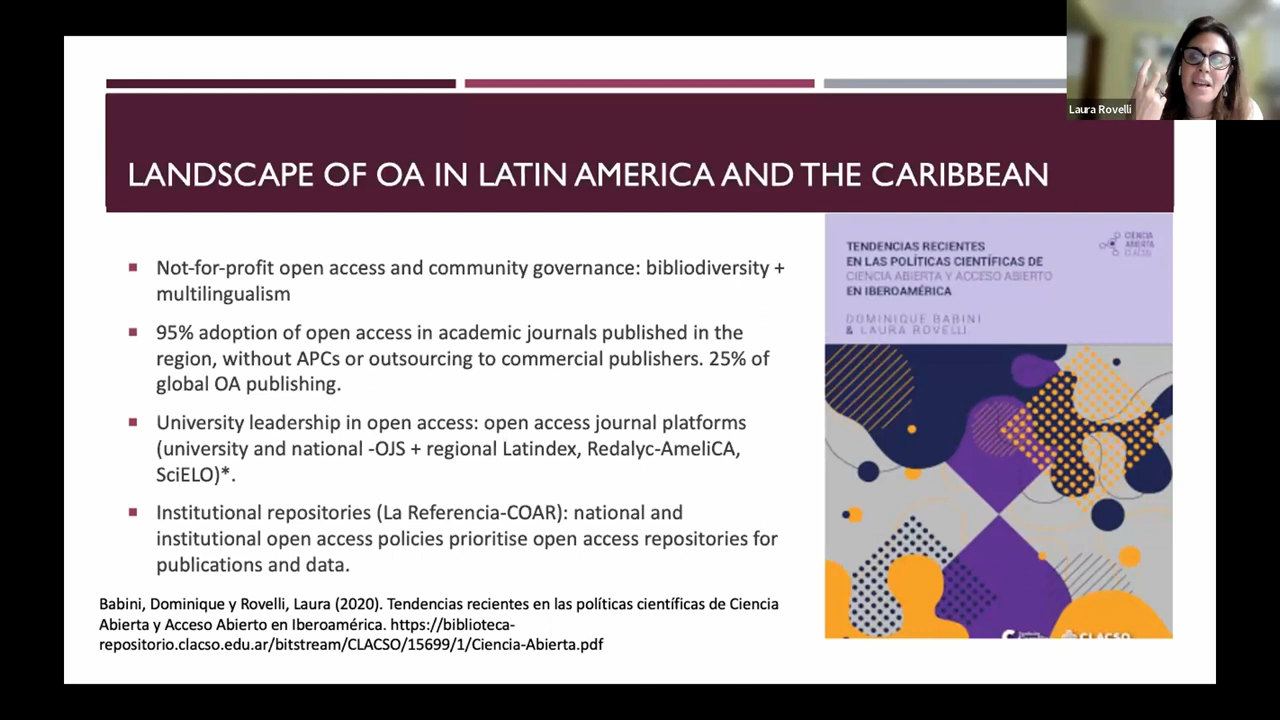 Laura Rovelli
LANDSCAPE OF OA IN LATIN AMERICA AND THE CARIBBEAN
Not-for-profit open access and community governance: bibliodiversity +
multilingualism
95% adoption of open access in academic journals published in the
region, without APCs or outsourcing to commercial publishers. 25% of
global OA publishing.
University leadership in open access: open access journal platforms
(university and national -OJS + regional Latindex, Redalyc-AmeliCA,
SciELO)*.
Institutional repositories (La Referencia-COAR): national and
institutional open access policies prioritise open access repositories for
publications and data.
Babini, Dominique y Rovelli, Laura (2020). Tendencias recientes en las políticas científicas de Ciencia
Abierta y Acceso Abierto en Iberoamérica. https://biblioteca-
repositorio.clacso.edu.ar/bitstream/CLACSO/15699/1/Ciencia-Abierta.pdf
TENDENCIAS RECIENTES
EN LAS POLÍTICAS CIENTÍFICAS DE
CIENCIA ABIERTA Y ACCESO ABIERTO
EN IBEROAMÉRICA
DOMINIQUE BABINI
& LAURA ROVELLI
CIENCIA
ABIERTA
CLACSO
CLACSO